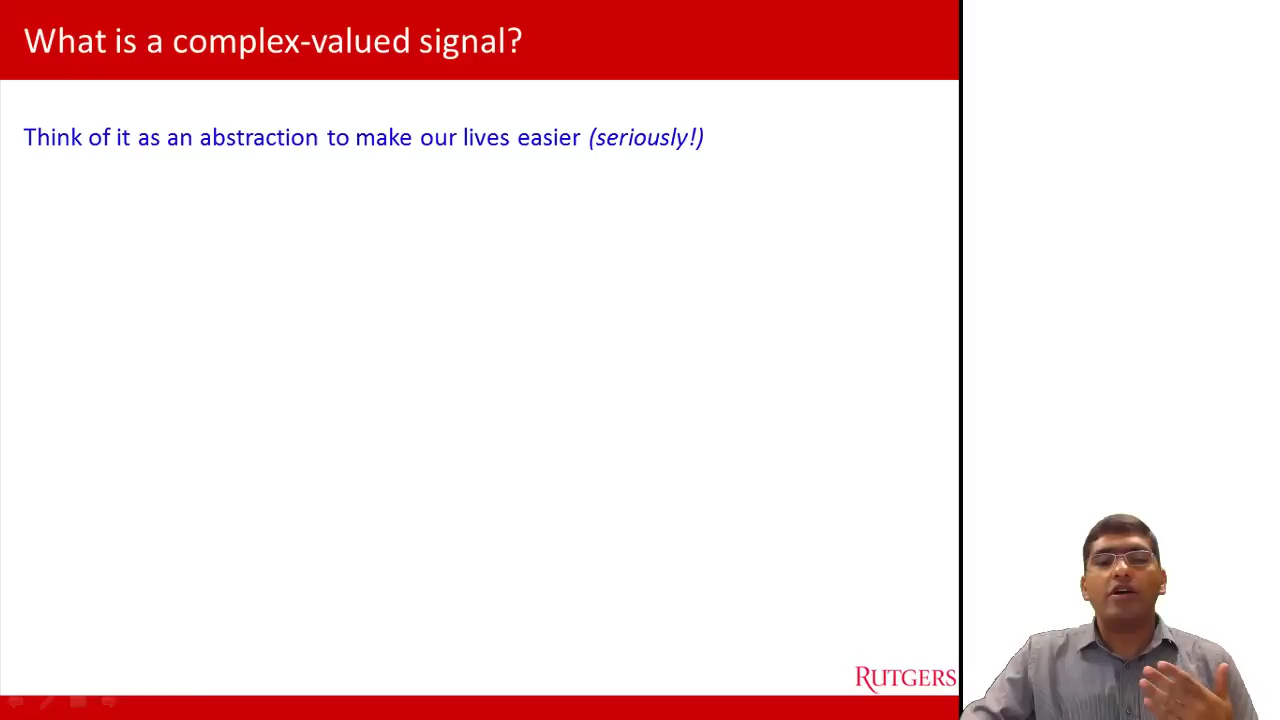 What is a complex-valued signal?
Think of it as an abstraction to make our lives easier (seriously!)
RUTGERS